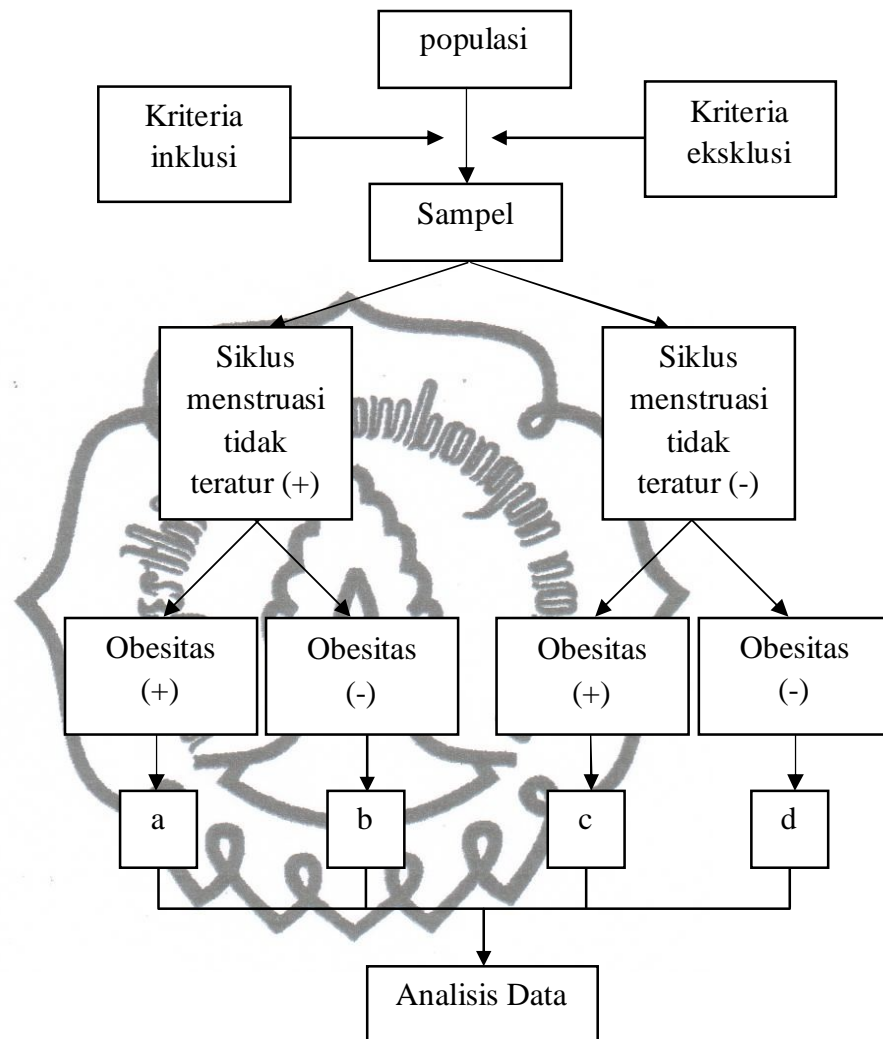 populasi
Kriteria
inklusi
Kriteria
eksklusi
Sampel
Siklus
menstruasi
tidak
teratur (+)
Siklus
menstruasi
tidak
teratur (-)
Obesitas
(+)
Obesitas
(-)
Obesitas
(+)
Obesitas
(-)
a
b
c
d
Analisis Data